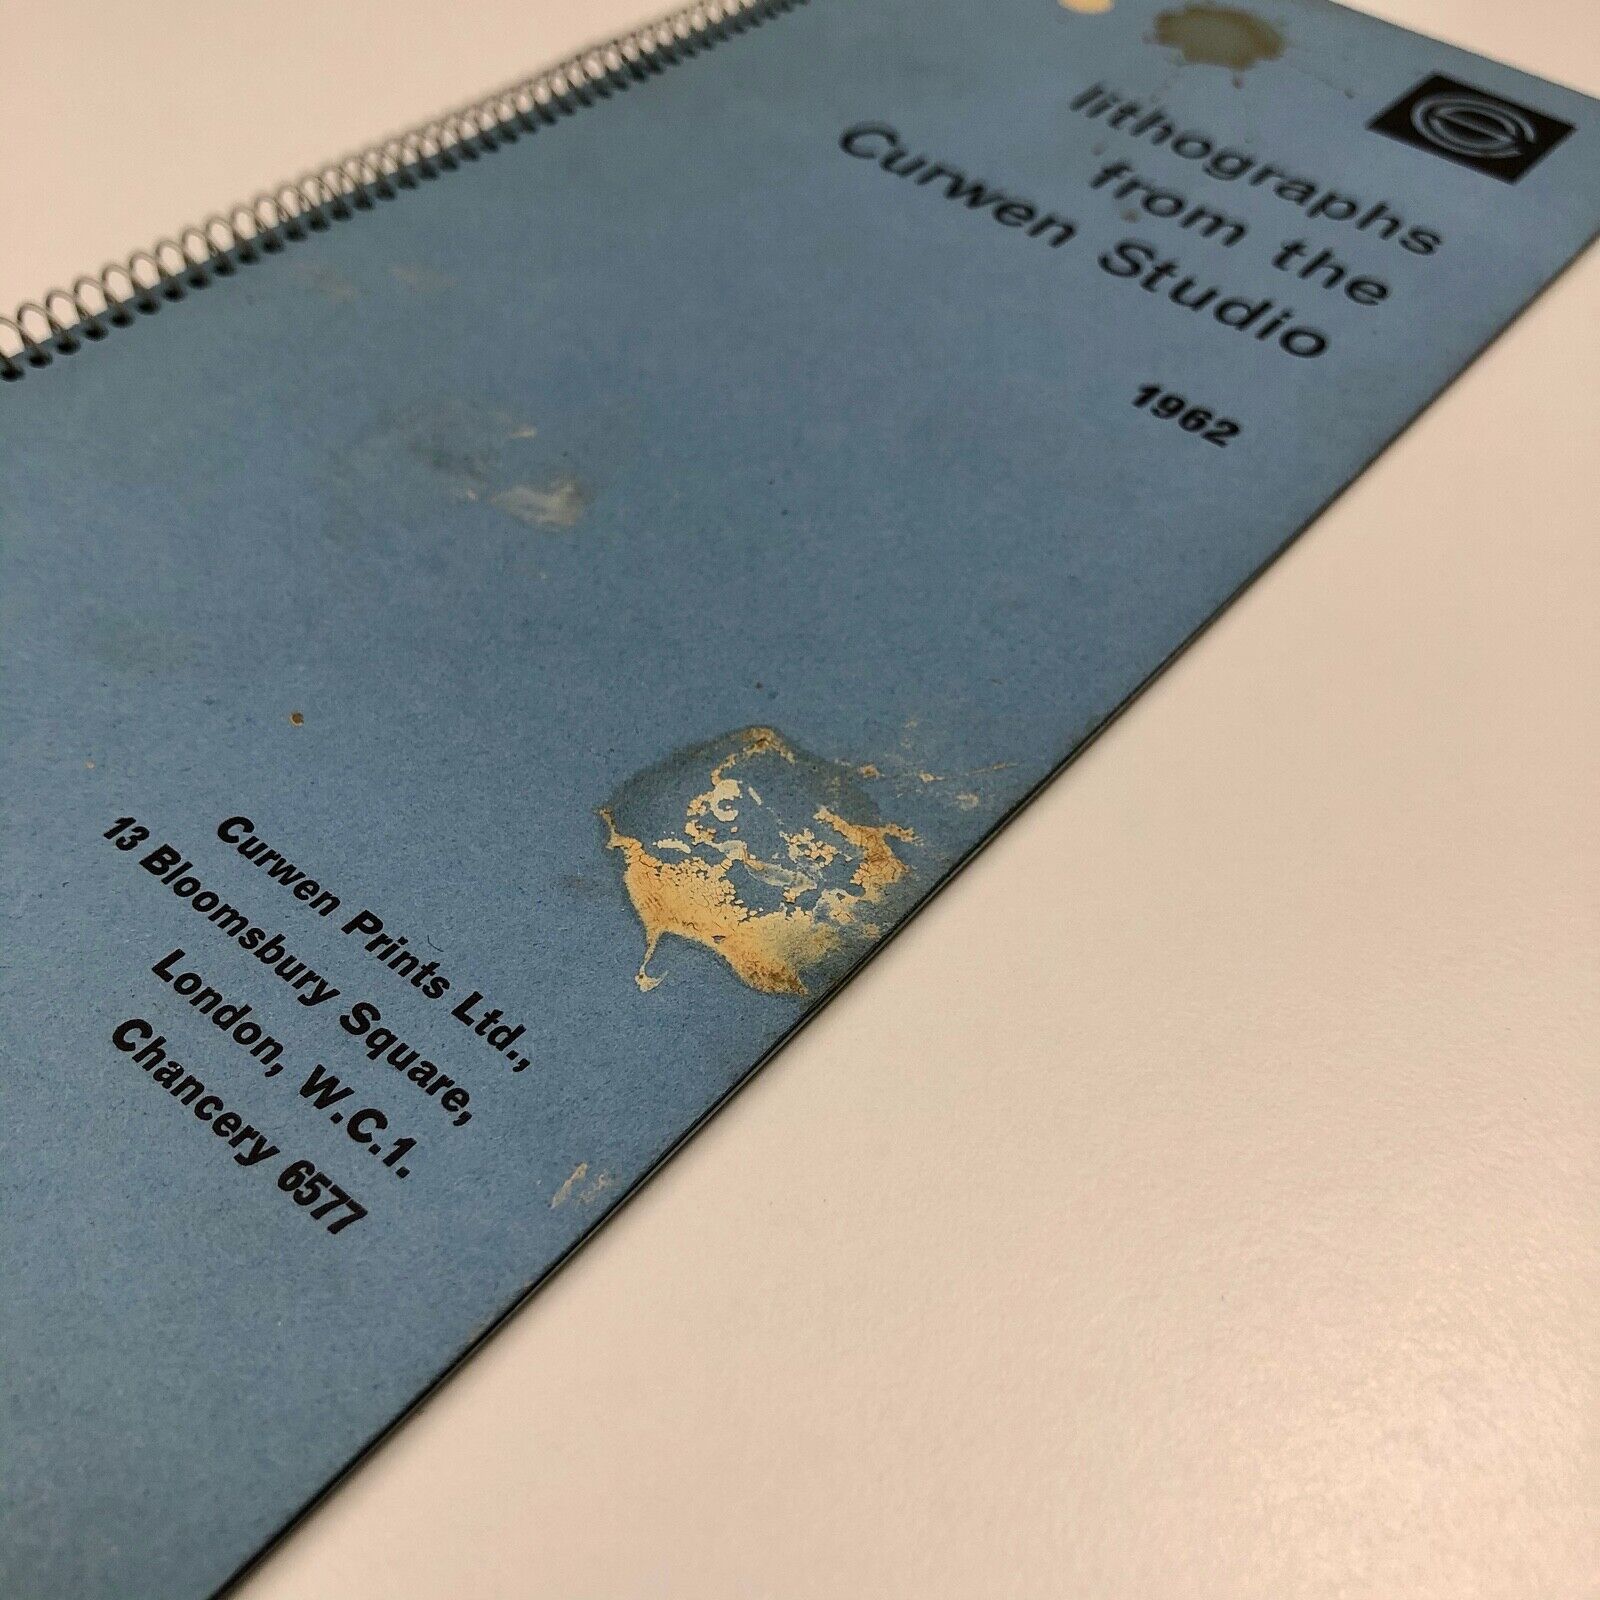 lithographs
from the
Curwen Studio
1962
Curwen Prints Ltd.,
13 Bloomsbury Square,
London, W.C.1.
Chancery 6577